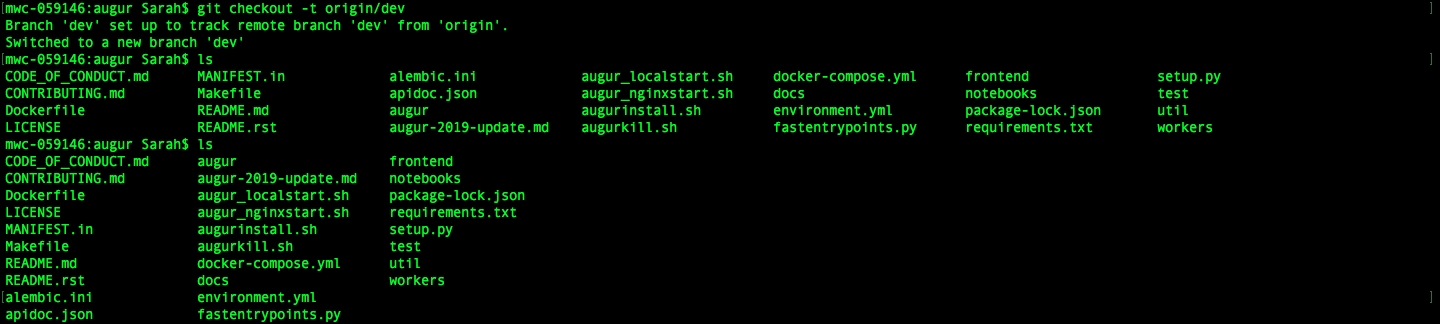 [mwc-059146:augur Sarah$ git checkout -t origin/dev ]
Branch 'dev' set up to track remote branch 'dev' from 'origin'.
Switched to a new branch 'dev'
[mwc-059146:augur Sarah$ ls ]
CODE_OF_CONDUCT.md MANIFEST.in alembic.ini augur_localstart.sh docker-compose.yml frontend setup.py
CONTRIBUTING.md Makefile apidoc.json augur_nginxstart.sh docs notebooks test
Dockerfile README.md augur augurinstall.sh environment.yml package-lock.json util
LICENSE README.rst augur-2019-update.md augurkill.sh fastentrypoints.py requirements.txt workers
mwc-059146:augur Sarah$ ls
CODE_OF_CONDUCT.md augur frontend
CONTRIBUTING.md augur-2019-update.md notebooks
Dockerfile augur_localstart.sh package-lock.json
LICENSE augur_nginxstart.sh requirements.txt
MANIFEST.in augurinstall.sh setup.py
Makefile augurkill.sh test
README.md docker-compose.yml util
README.rst docs workers
[alembic.ini environment.yml ]
apidoc.json fastentrypoints.py